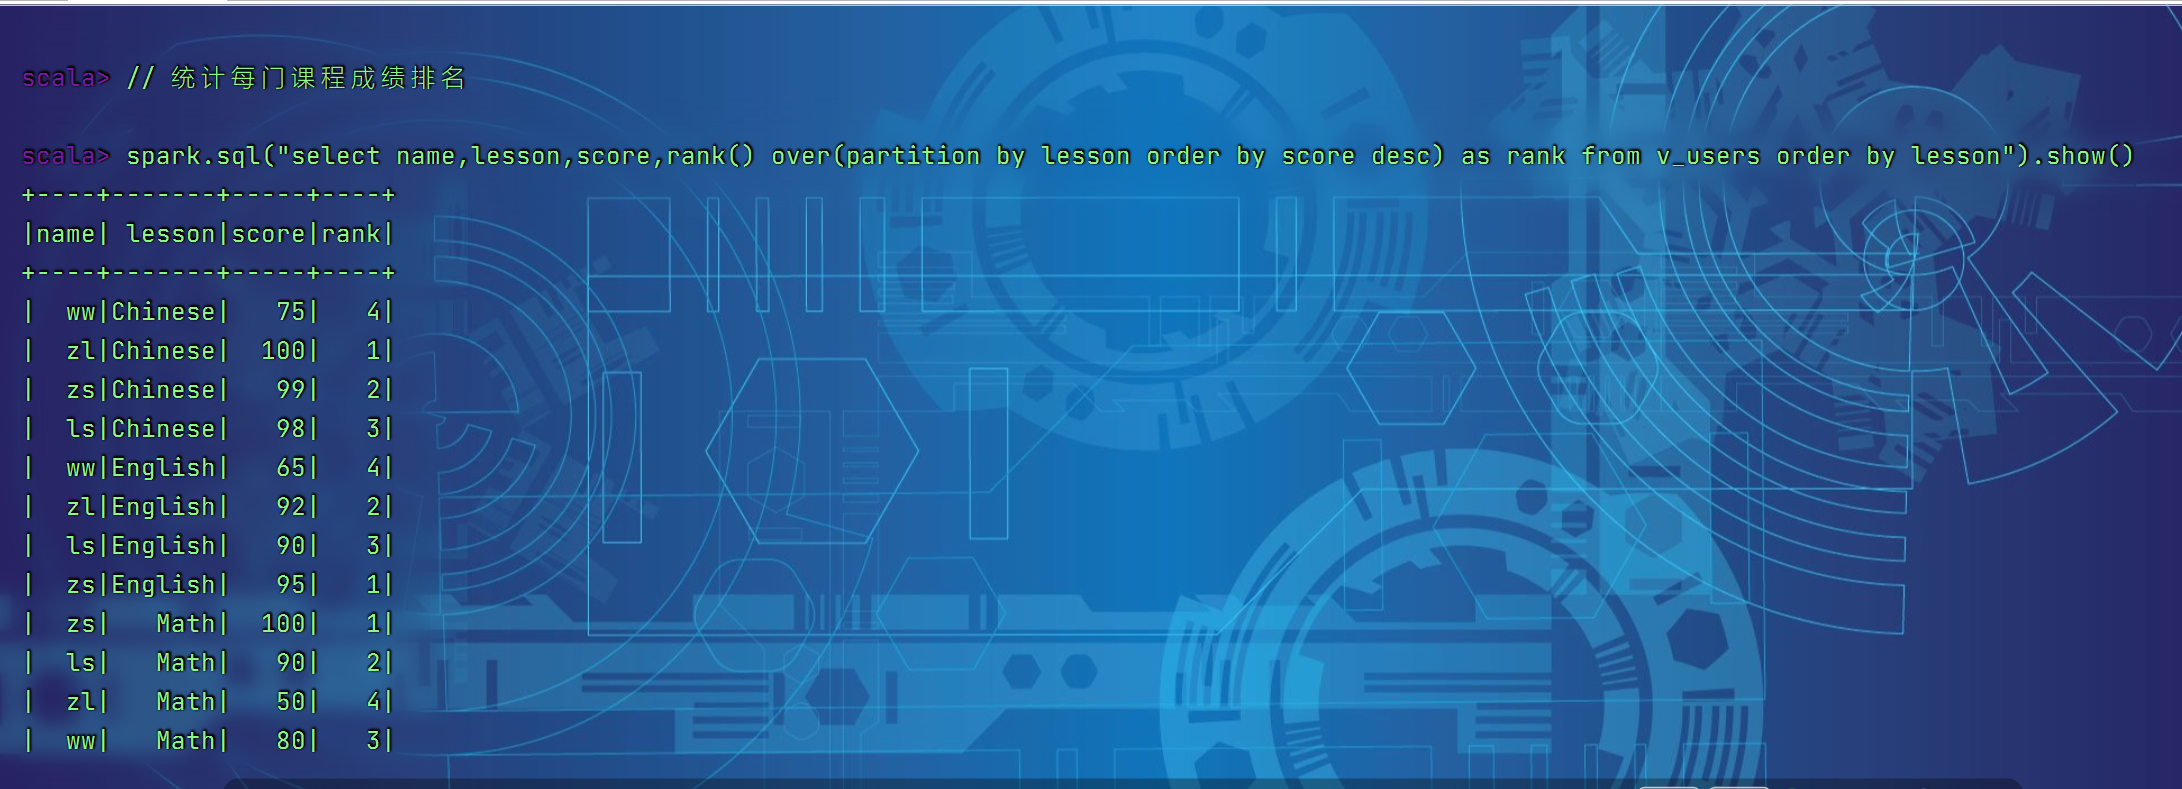 scala> // 统计每门课程成绩排名
scala> spark.sql("select name,lesson,score,rank() over(partition by lesson order by score desc) as rank from v_users order by lesson").show()
+----+-------+-----+----+
|name| lesson|score|rank|
+----+-------+-----+----+
|  ww|Chinese|   75|   4|
|  zl|Chinese|  100|   1|
|  zs|Chinese|   99|   2|
|  ls|Chinese|   98|   3|
|  ww|English|   65|   4|
|  zl|English|   92|   2|
|  ls|English|   90|   3|
|  zs|English|   95|   1|
|  zs|   Math|  100|   1|
|  ls|   Math|   90|   2|
|  zl|   Math|   50|   4|
|  ww|   Math|   80|   3|